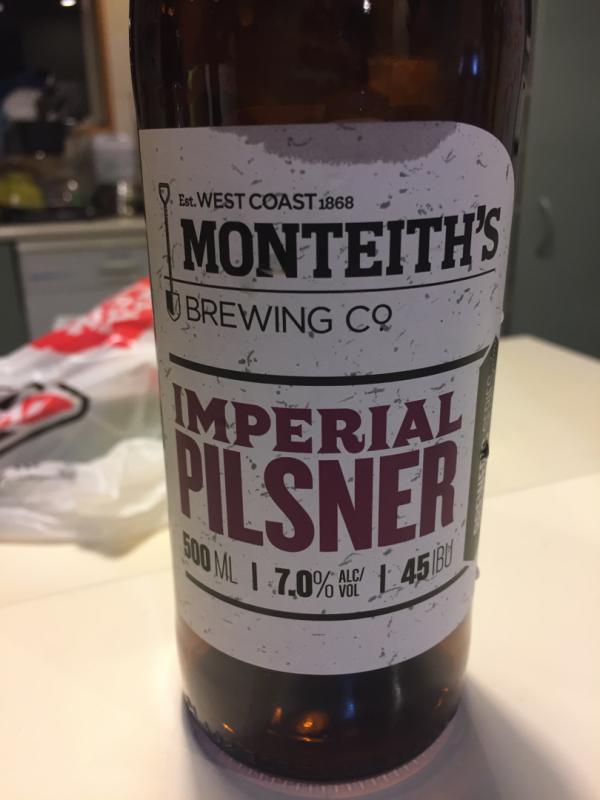 Est. WEST COAST 1868
MONTEITH'S
BREWING CO
IMPERIAL
PILSNER
500 ML | 7.0% ALC/VOL | 45 IBU